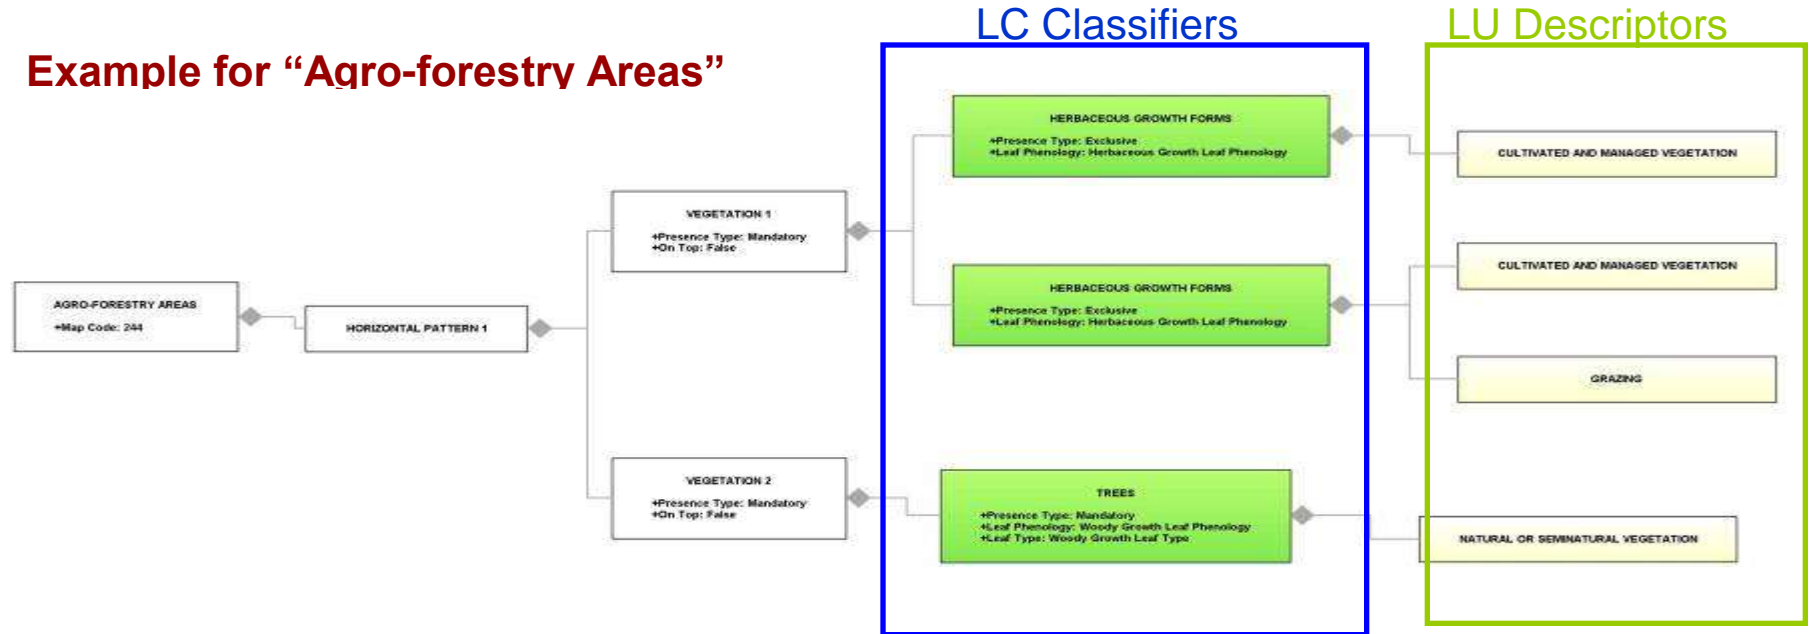 LC Classifiers
LU Descriptors
Example for “Agro-forestry Areas”
HERBACEOUS GROWTH FORMS
+Presence Type: Exclusive
+Leaf Phenology: Herbaceous Growth Leaf Phenology
CULTIVATED AND MANAGED VEGETATION
VEGETATION 1
+Presence Type: Mandatory
+On Top: False
HERBACEOUS GROWTH FORMS
+Presence Type: Exclusive
+Leaf Phenology: Herbaceous Growth Leaf Phenology
CULTIVATED AND MANAGED VEGETATION
AGRO-FORESTRY AREAS
+Map Code: 244
HORIZONTAL PATTERN 1
GRAZING
VEGETATION 2
+Presence Type: Mandatory
+On Top: False
TREES
+Presence Type: Mandatory
+Leaf Phenology: Woody Growth Leaf Phenology
+Leaf Type: Woody Growth Leaf Type
NATURAL OR SEMINATURAL VEGETATION